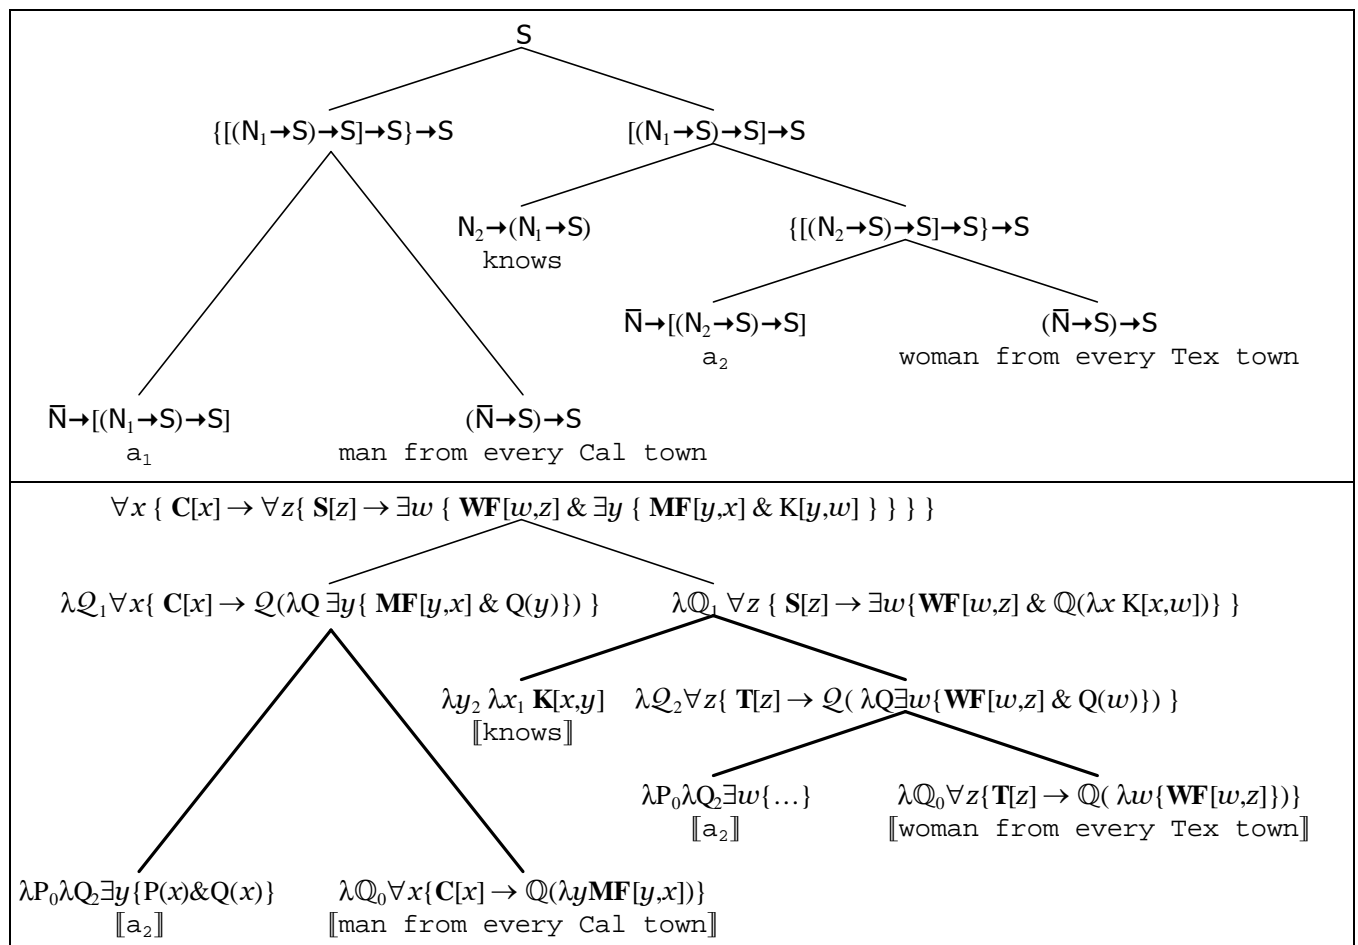 S
{[(N₁→S)→S]→S}→S [(N₁→S)→S]→S
N₂→(N₁→S) {[(N₂→S)→S]→S}→S
knows
N̅→[(N₂→S)→S] (N̅→S)→S
a₂ woman from every Tex town
N̅→[(N₁→S)→S] (N̅→S)→S
a₁ man from every Cal town
∀x { C[x] → ∀z{ S[z] → ∃w { WF[w,z] & ∃y { MF[y,x] & K[y,w] } } } }
λ𝒬₁∀x{ C[x] → 𝒬(λQ ∃y{ MF[y,x] & Q(y)}) } λℚ₁ ∀z { S[z] → ∃w{WF[w,z] & ℚ(λx K[x,w])} }
λy₂ λx₁ K[x,y] λ𝒬₂∀z{ T[z] → 𝒬( λQ∃w{WF[w,z] & Q(w)}) }
⟦knows⟧
λP₀λQ₂∃w{…} λℚ₀∀z{T[z] → ℚ( λw{WF[w,z]})}
⟦a₂⟧ ⟦woman from every Tex town⟧
λP₀λQ₂∃y{P(x)&Q(x)} λℚ₀∀x{C[x] → ℚ(λyMF[y,x])}
⟦a₂⟧ ⟦man from every Cal town⟧